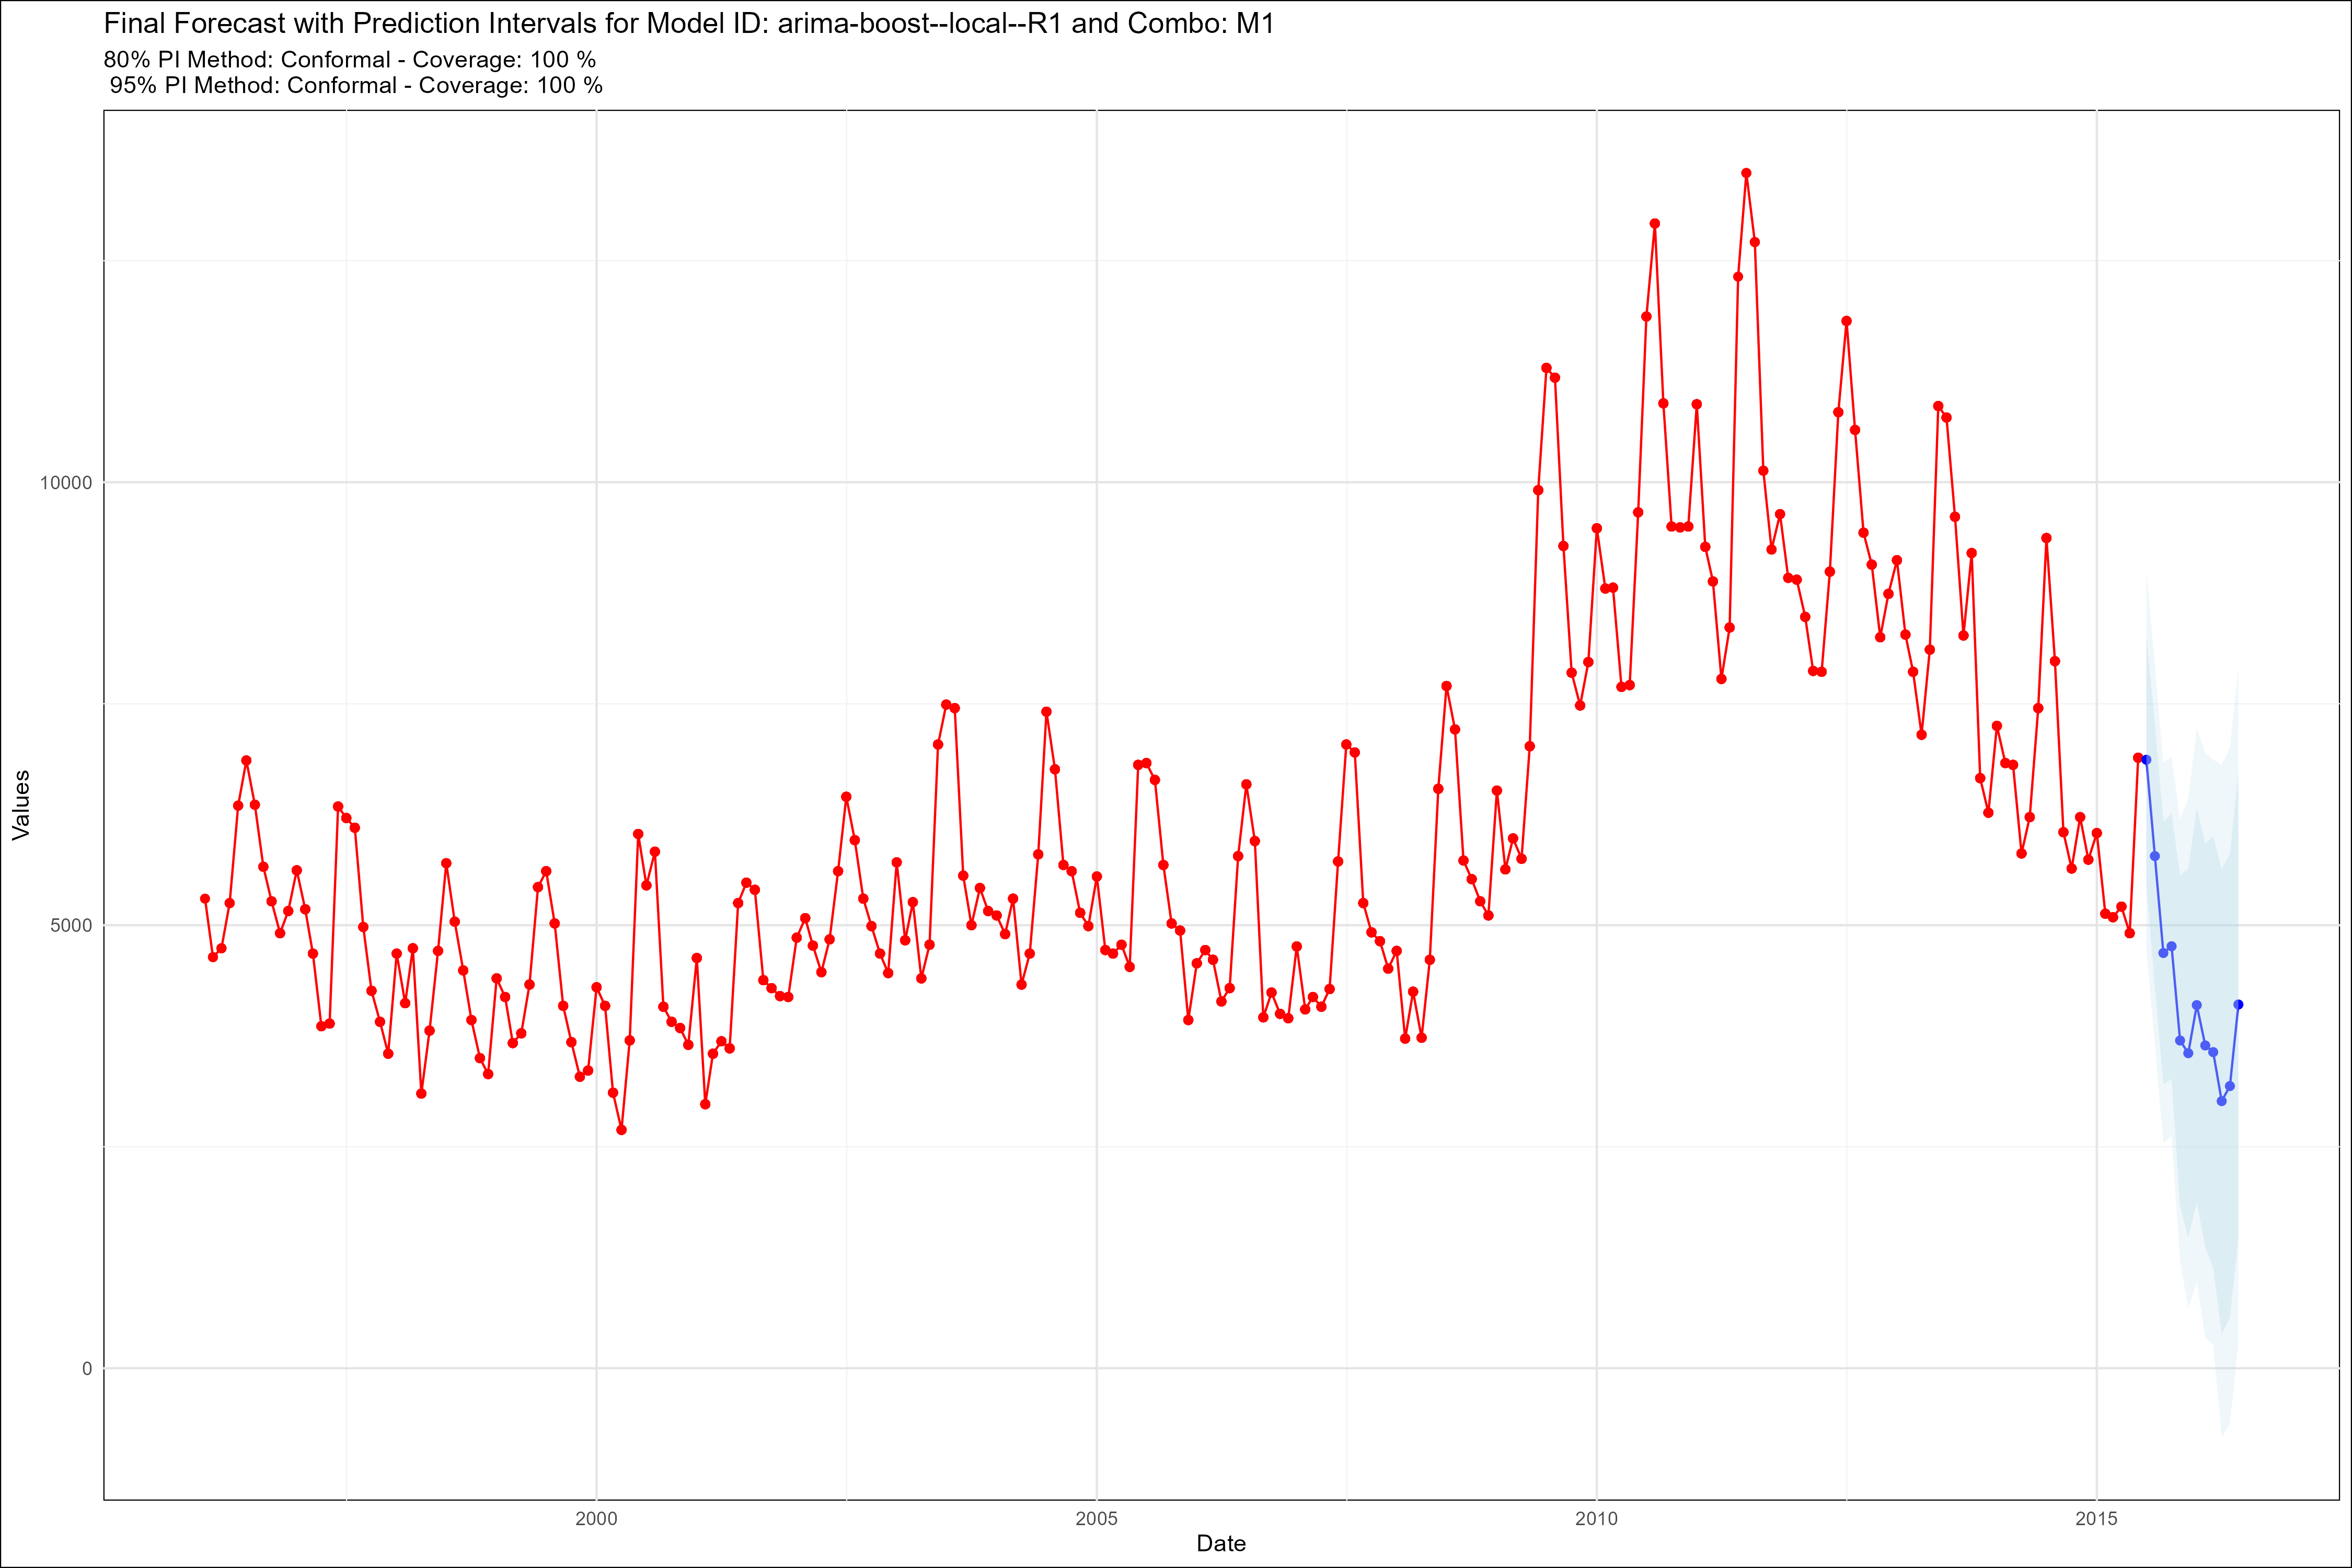 Final Forecast with Prediction Intervals for Model ID: arima-boost--local--R1 and Combo: M1
80% PI Method: Conformal - Coverage: 100 %
95% PI Method: Conformal - Coverage: 100 %
Values
10000
5000
0
2000
2005
2010
2015
Date